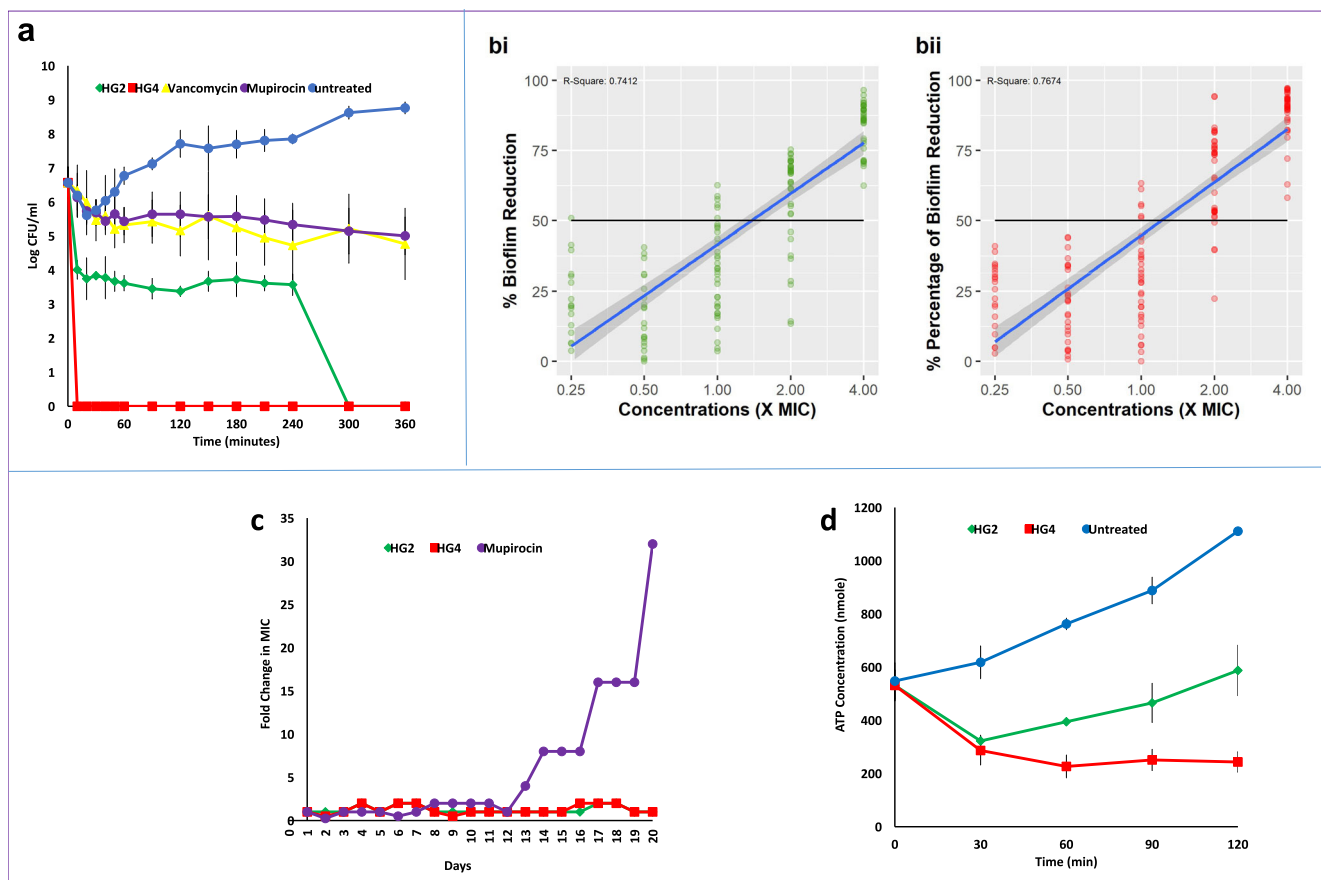 a
10
9
8
7
6
5
4
3
2
1
0
Log CFU/ml
HG2 HG4 Vancomycin Mupirocin untreated
0 60 120 180 240 300 360
Time (minutes)
bi
R-Square: 0.7412
100
75
50
25
0
% Biofilm Reduction
0.25 0.50 1.00 2.00 4.00
Concentrations (X MIC)
bii
R-Square: 0.7674
100
75
50
25
0
% Percentage of Biofilm Reduction
0.25 0.50 1.00 2.00 4.00
Concentrations (X MIC)
c
35
30
25
20
15
10
5
0
Fold Change in MIC
HG2 HG4 Mupirocin
0 1 2 3 4 5 6 7 8 9 10 11 12 13 14 15 16 17 18 19 20
Days
d
1200
1000
800
600
400
200
0
ATP Concentration (nmole)
HG2 HG4 Untreated
0 30 60 90 120
Time (min)